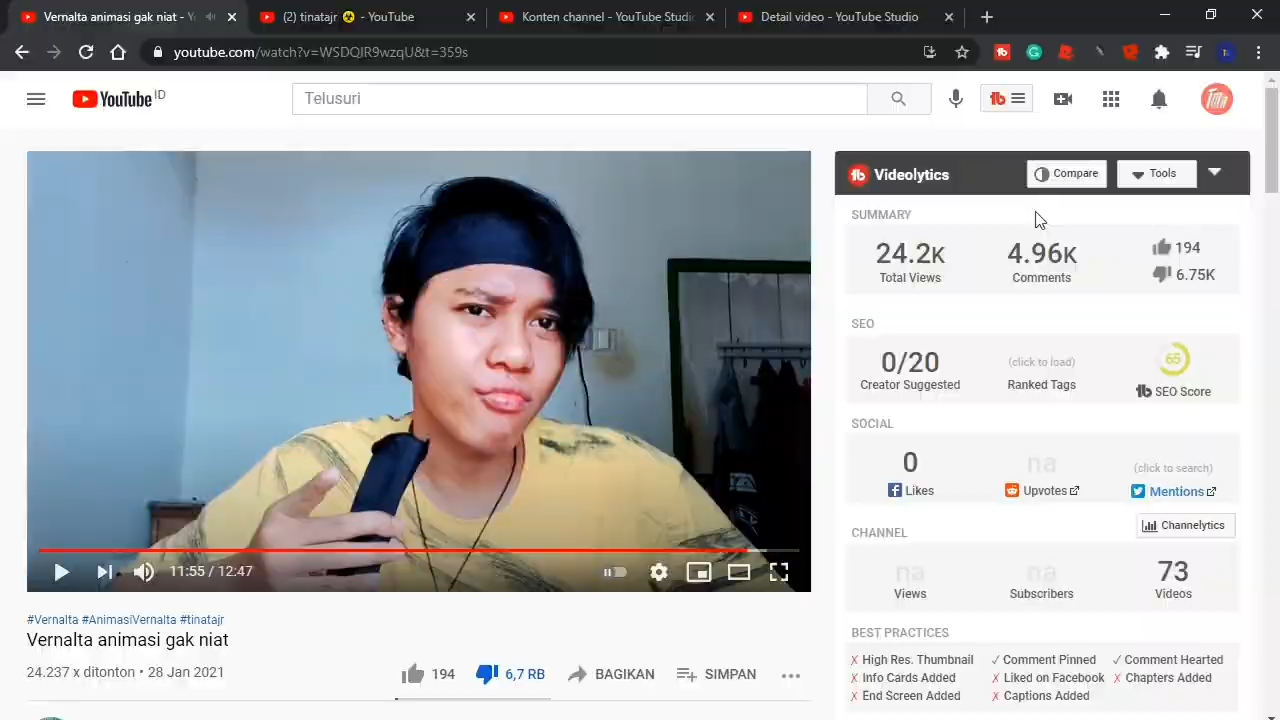 Vernalta animasi gak niat - Y
(2) tinatajr ☣ - YouTube
Konten channel - YouTube Studio
Detail video - YouTube Studio
youtube.com/watch?v=WSDQIR9wzqU&t=359s
YouTube ID
Telusuri
Videolytics
Compare
Tools
SUMMARY
24.2K
4.96K
194
Total Views
Comments
6.75K
SEO
0/20
(click to load)
65
Creator Suggested
Ranked Tags
SEO Score
SOCIAL
0
na
(click to search)
Likes
Upvotes
Mentions
CHANNEL
Channelytics
na
na
73
Views
Subscribers
Videos
BEST PRACTICES
✗ High Res. Thumbnail
✓ Comment Pinned
✓ Comment Hearted
✗ Info Cards Added
✗ Liked on Facebook
✗ Chapters Added
✗ End Screen Added
✗ Captions Added
11:55 / 12:47
#Vernalta #AnimasiVernalta #tinatajr
Vernalta animasi gak niat
24.237 x ditonton • 28 Jan 2021
194
6,7 RB
BAGIKAN
SIMPAN